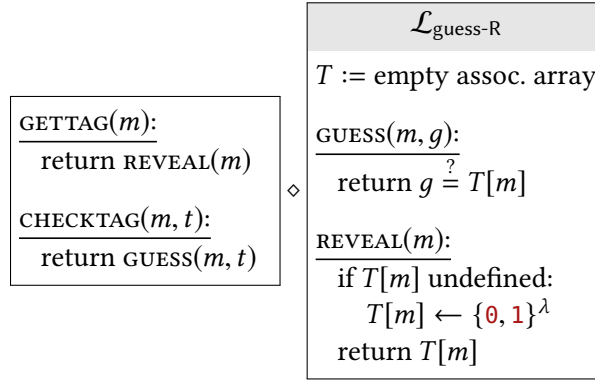 GETTAG(m):
return REVEAL(m)
CHECKTAG(m, t):
return GUESS(m, t)
⋄
ℒguess-R
T := empty assoc. array
GUESS(m, g):
return g ≟ T[m]
REVEAL(m):
if T[m] undefined:
T[m] ← {0, 1}^λ
return T[m]